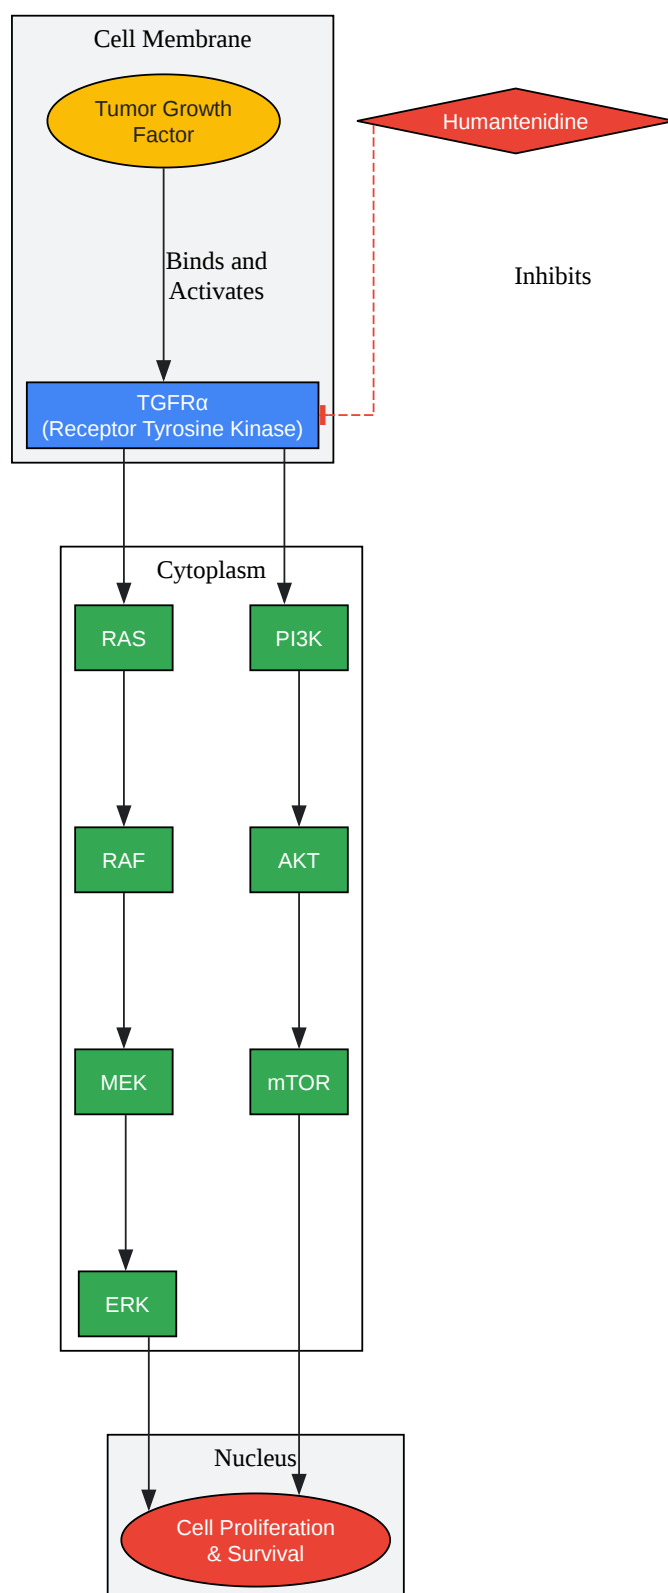 Cell Membrane
Tumor Growth
Factor
Humantenidine
Binds and
Activates
Inhibits
TGFRα
(Receptor Tyrosine Kinase)
Cytoplasm
RAS
PI3K
RAF
AKT
MEK
mTOR
ERK
Nucleus
Cell Proliferation
& Survival